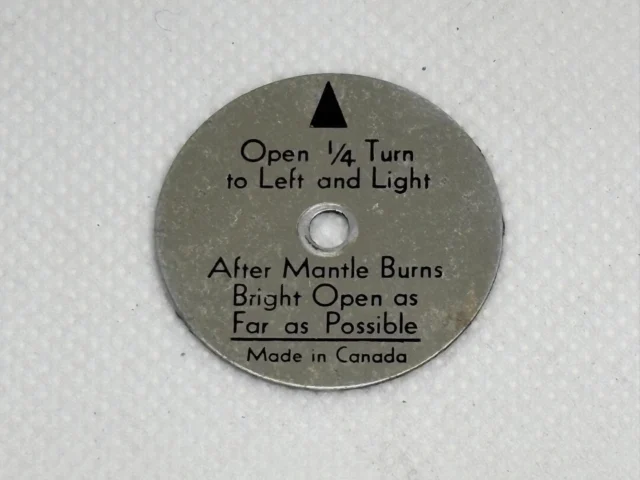 Open 1/4 Turn
to Left and Light
After Mantle Burns
Bright Open as
Far as Possible
Made in Canada